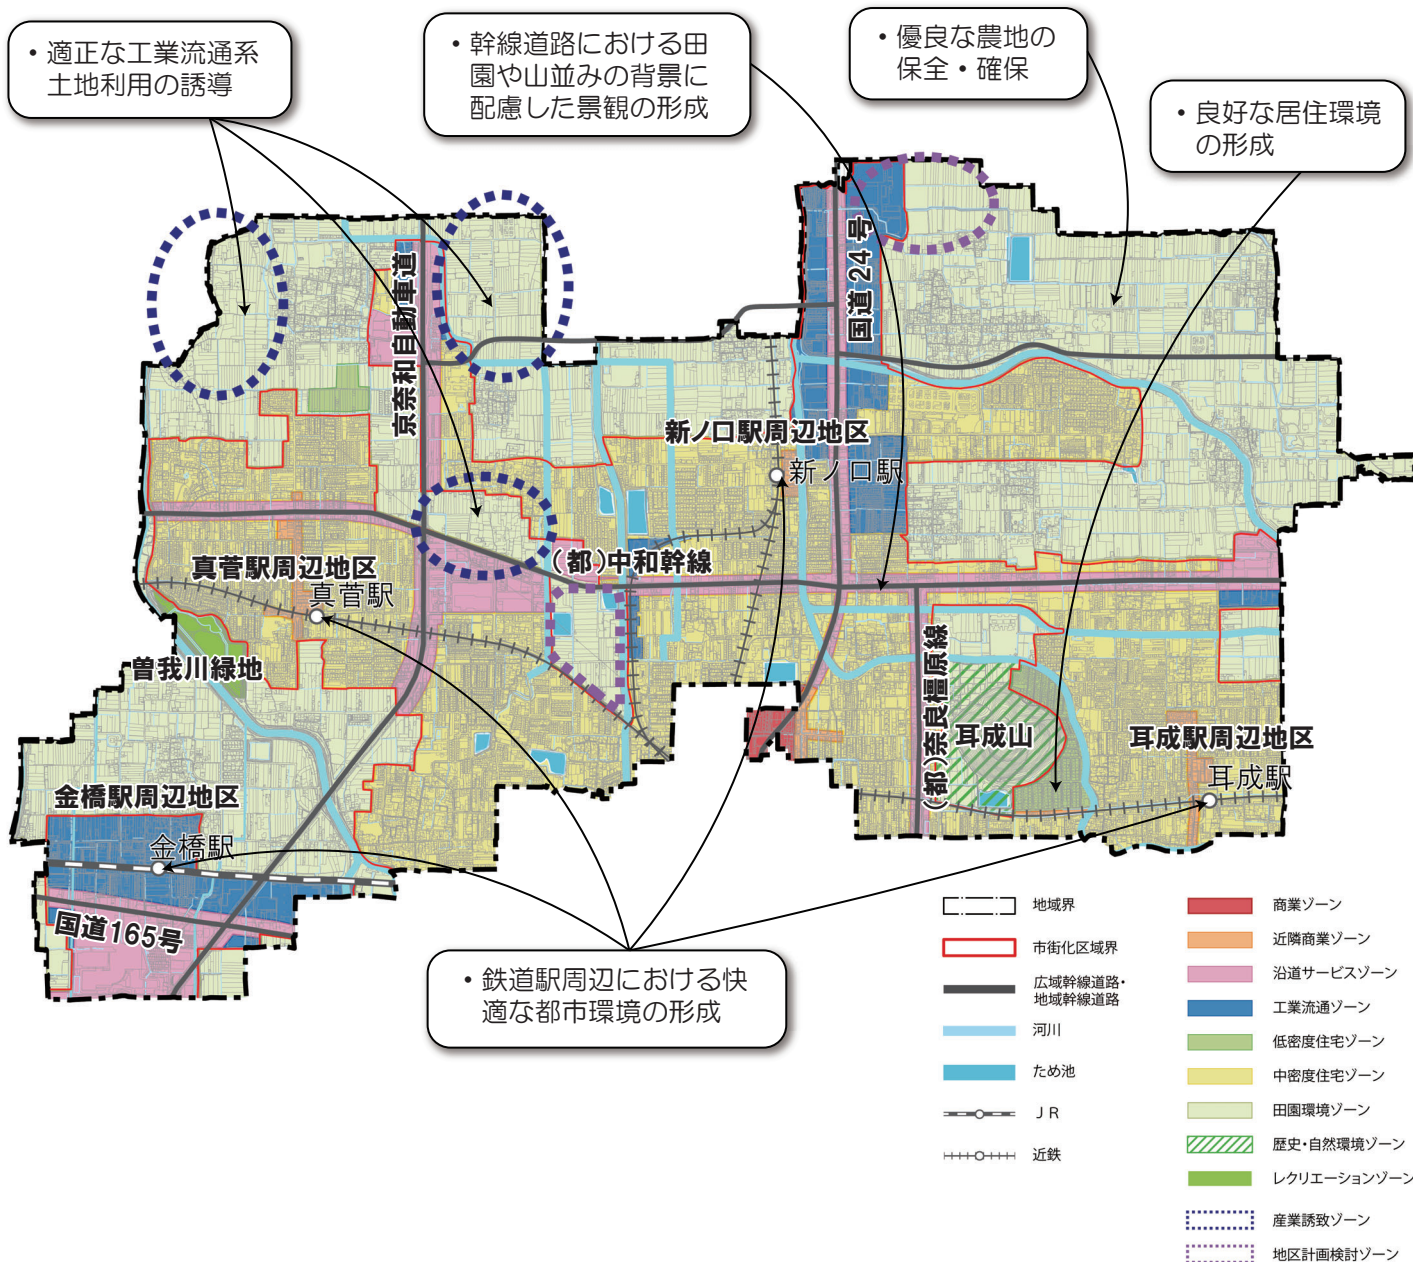 ・適正な工業流通系
土地利用の誘導
・幹線道路における田
園や山並みの背景に
配慮した景観の形成
・優良な農地の
保全・確保
・良好な居住環境
の形成
京奈和自動車道
国道24号
新ノ口駅周辺地区
新ノ口駅
真菅駅周辺地区
真菅駅
(都)中和幹線
曽我川緑地
(都)奈良橿原線
耳成山
耳成駅周辺地区
耳成駅
金橋駅周辺地区
金橋駅
国道165号
・鉄道駅周辺における快
適な都市環境の形成
地域界
市街化区域界
広域幹線道路・
地域幹線道路
河川
ため池
JR
近鉄
商業ゾーン
近隣商業ゾーン
沿道サービスゾーン
工業流通ゾーン
低密度住宅ゾーン
中密度住宅ゾーン
田園環境ゾーン
歴史・自然環境ゾーン
レクリエーションゾーン
産業誘致ゾーン
地区計画検討ゾーン